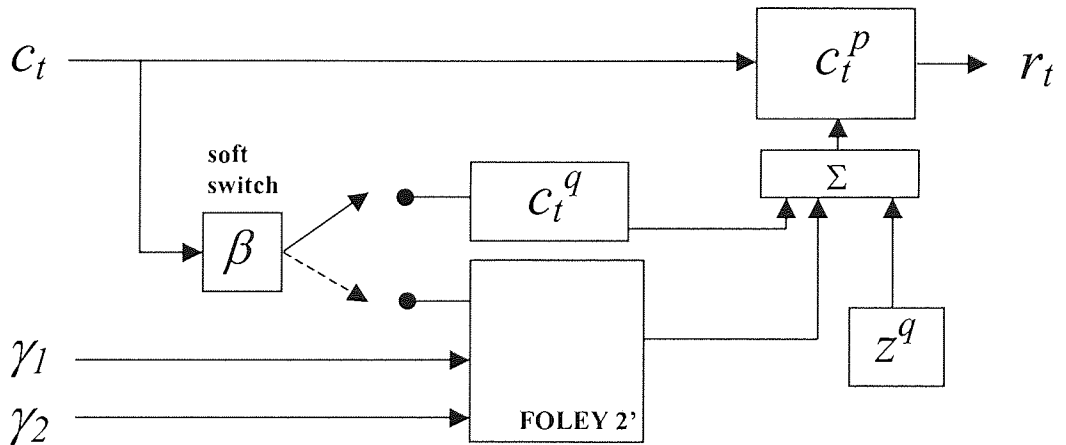 c_t
c_t^p
r_t
soft
switch
c_t^q
Σ
β
z^q
γ_1
γ_2
FOLEY 2'